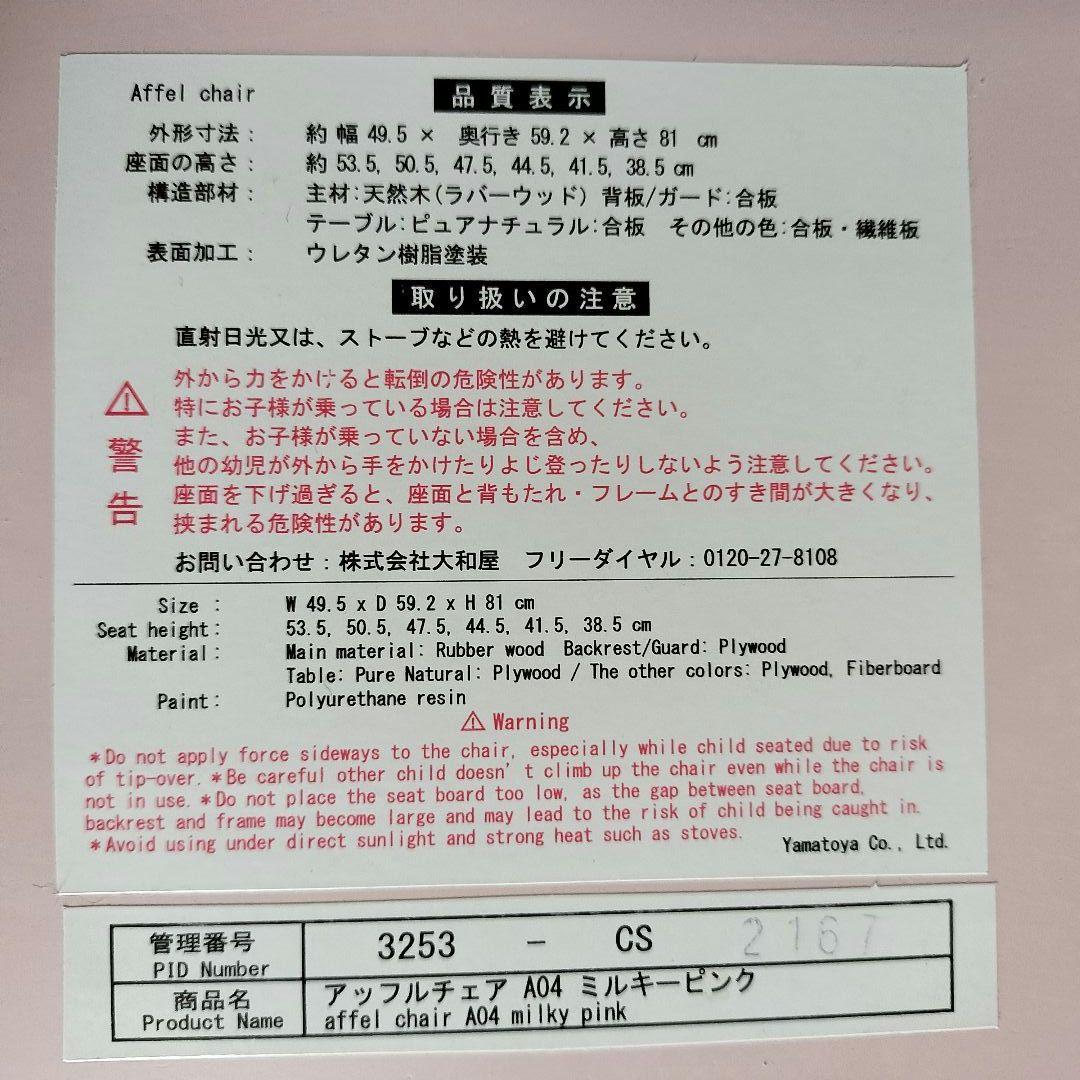 Affel chair 品質表示
外形寸法： 約 幅 49.5 × 奥行き 59.2 × 高さ 81 cm
座面の高さ： 約 53.5, 50.5, 47.5, 44.5, 41.5, 38.5 cm
構造部材： 主材:天然木(ラバーウッド) 背板/ガード:合板
テーブル:ピュアナチュラル:合板 その他の色:合板・繊維板
表面加工： ウレタン樹脂塗装
取り扱いの注意
直射日光又は、ストーブなどの熱を避けてください。
⚠警告
外から力をかけると転倒の危険性があります。
特にお子様が乗っている場合は注意してください。
また、お子様が乗っていない場合を含め、
他の幼児が外から手をかけたりよじ登ったりしないよう注意してください。
座面を下げ過ぎると、座面と背もたれ・フレームとのすき間が大きくなり、
挟まれる危険性があります。
お問い合わせ：株式会社大和屋 フリーダイヤル：0120-27-8108
Size : W 49.5 x D 59.2 x H 81 cm
Seat height: 53.5, 50.5, 47.5, 44.5, 41.5, 38.5 cm
Material: Main material: Rubber wood Backrest/Guard: Plywood
Table: Pure Natural: Plywood / The other colors: Plywood, Fiberboard
Paint: Polyurethane resin
⚠ Warning
*Do not apply force sideways to the chair, especially while child seated due to risk
of tip-over. *Be careful other child doesn't climb up the chair even while the chair is
not in use. *Do not place the seat board too low, as the gap between seat board,
backrest and frame may become large and may lead to the risk of child being caught in.
*Avoid using under direct sunlight and strong heat such as stoves.
Yamatoya Co., Ltd.
管理番号 3253 - CS 2167
PID Number
商品名 アッフルチェア A04 ミルキーピンク
Product Name affel chair A04 milky pink